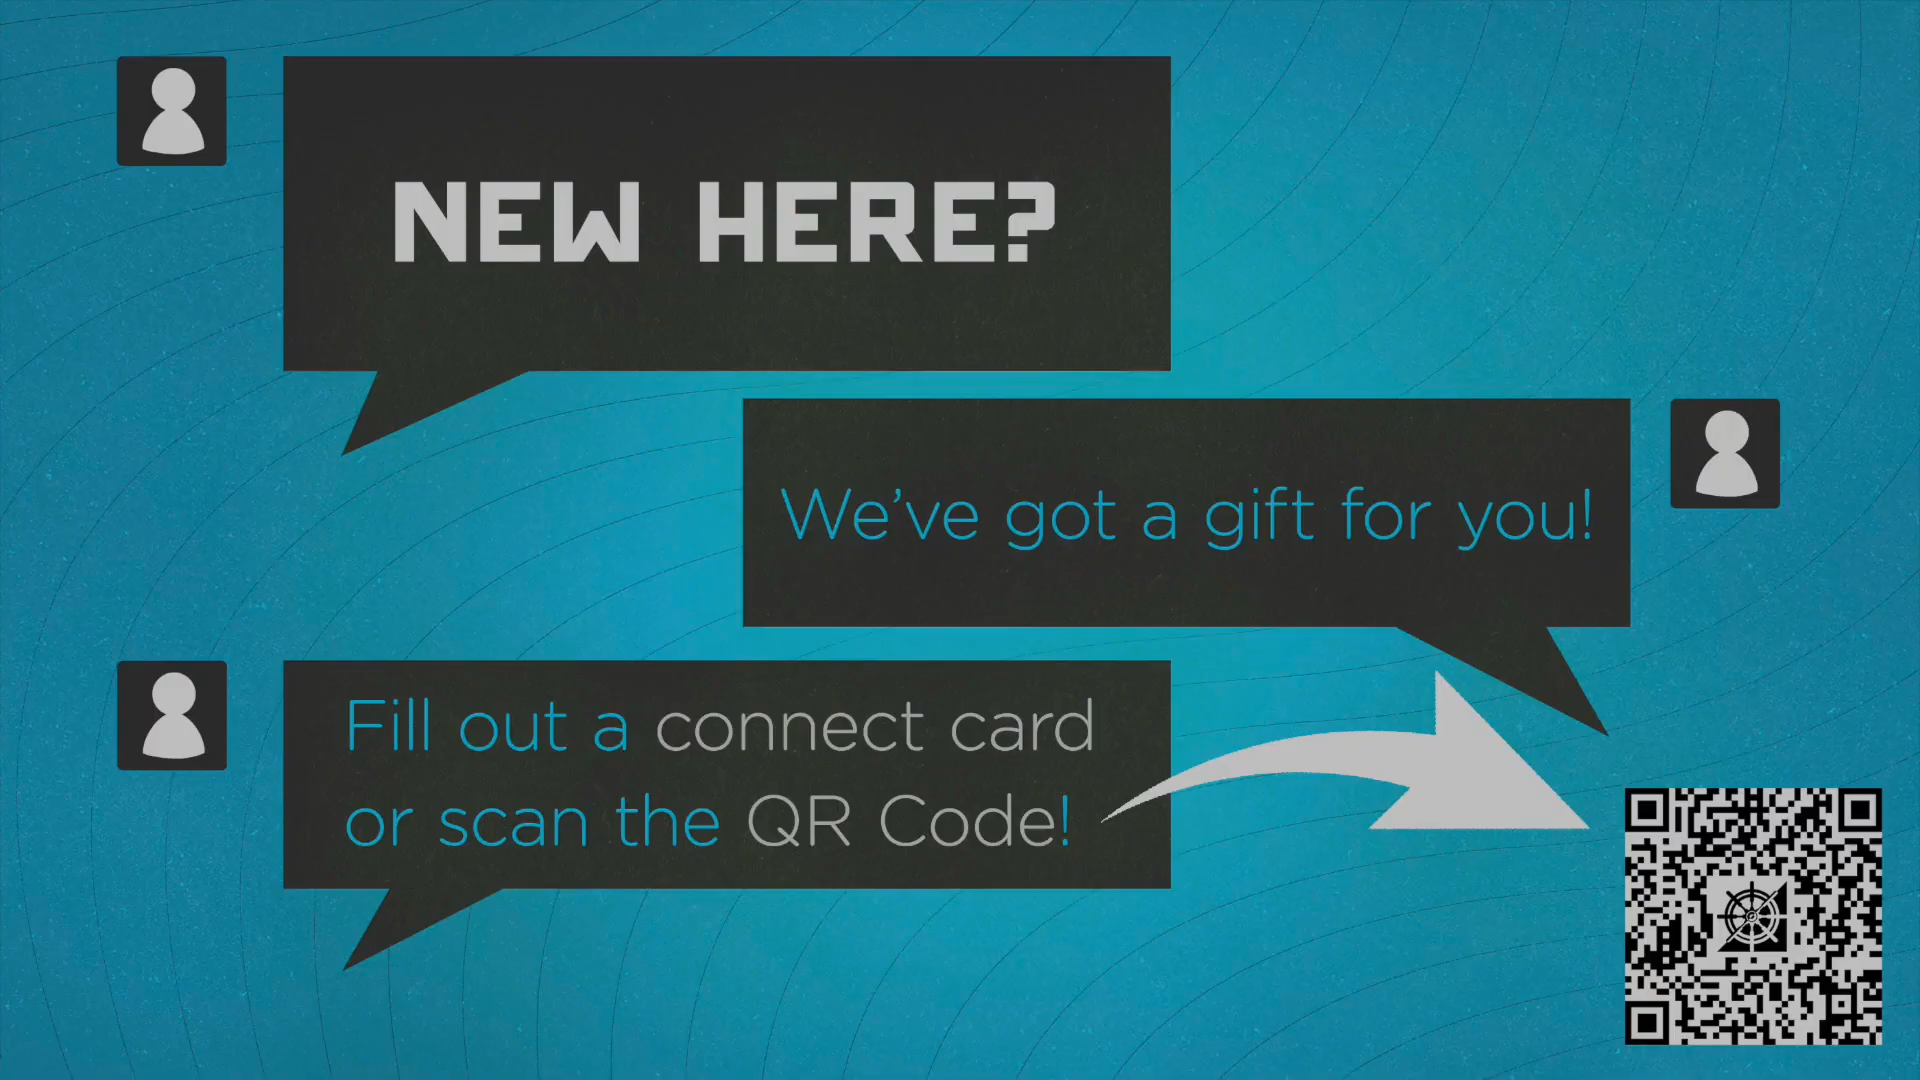 NEW HERE?
We've got a gift for you!
Fill out a connect card
or scan the QR Code!